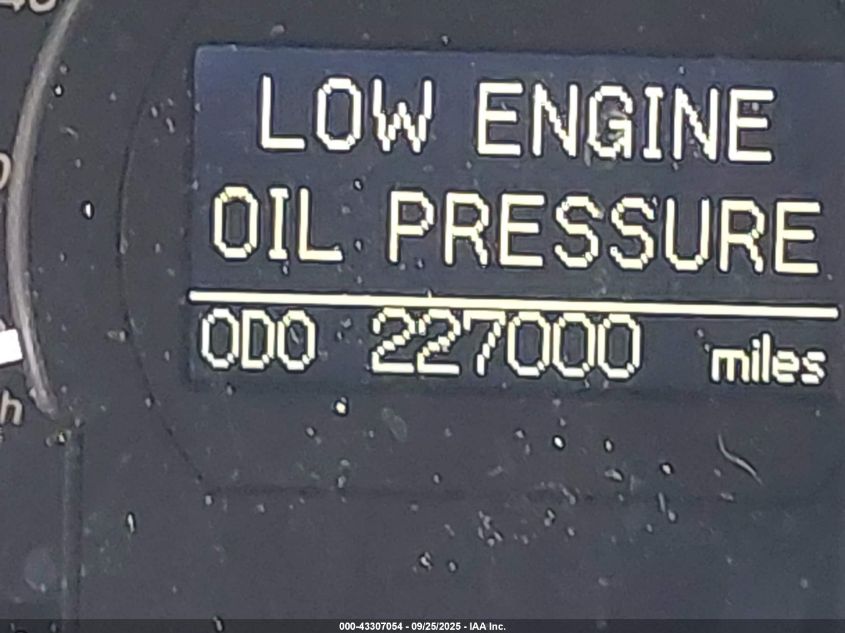 LOW ENGINE
OIL PRESSURE
ODO 227000 miles
h
000-43307054 - 09/25/2025 - IAA Inc.